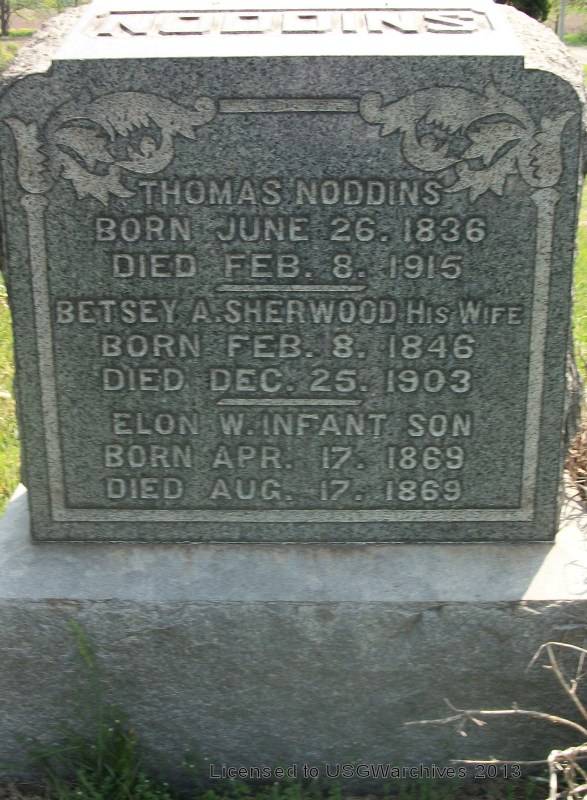 NODDINS
THOMAS NODDINS
BORN JUNE 26. 1836
DIED FEB. 8. 1915
BETSEY A. SHERWOOD HIS WIFE
BORN FEB. 8. 1846
DIED DEC. 25. 1903
ELON W. INFANT SON
BORN APR. 17. 1869
DIED AUG. 17. 1869
Licensed to USGWarchives 2013